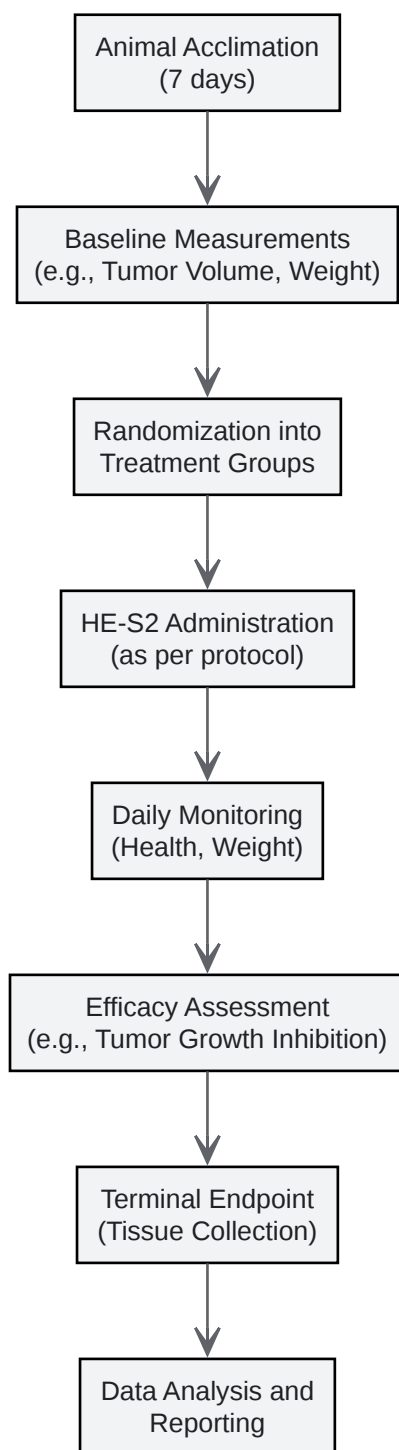 Animal Acclimation
(7 days)
Baseline Measurements
(e.g., Tumor Volume, Weight)
Randomization into
Treatment Groups
HE-S2 Administration
(as per protocol)
Daily Monitoring
(Health, Weight)
Efficacy Assessment
(e.g., Tumor Growth Inhibition)
Terminal Endpoint
(Tissue Collection)
Data Analysis and
Reporting